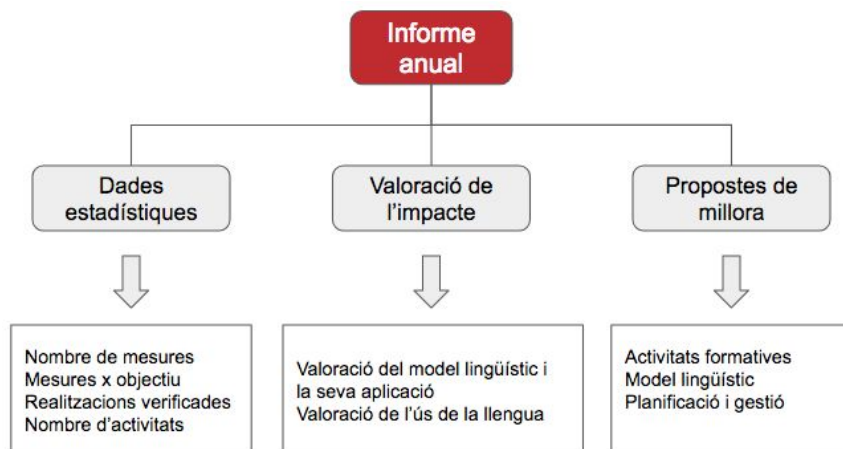 Informe
anual
Dades
estadístiques
Valoració de
l'impacte
Propostes de
millora
Nombre de mesures
Mesures x objectiu
Realitzacions verificades
Nombre d'activitats
Valoració del model lingüístic i
la seva aplicació
Valoració de l'ús de la llengua
Activitats formatives
Model lingüístic
Planificació i gestió